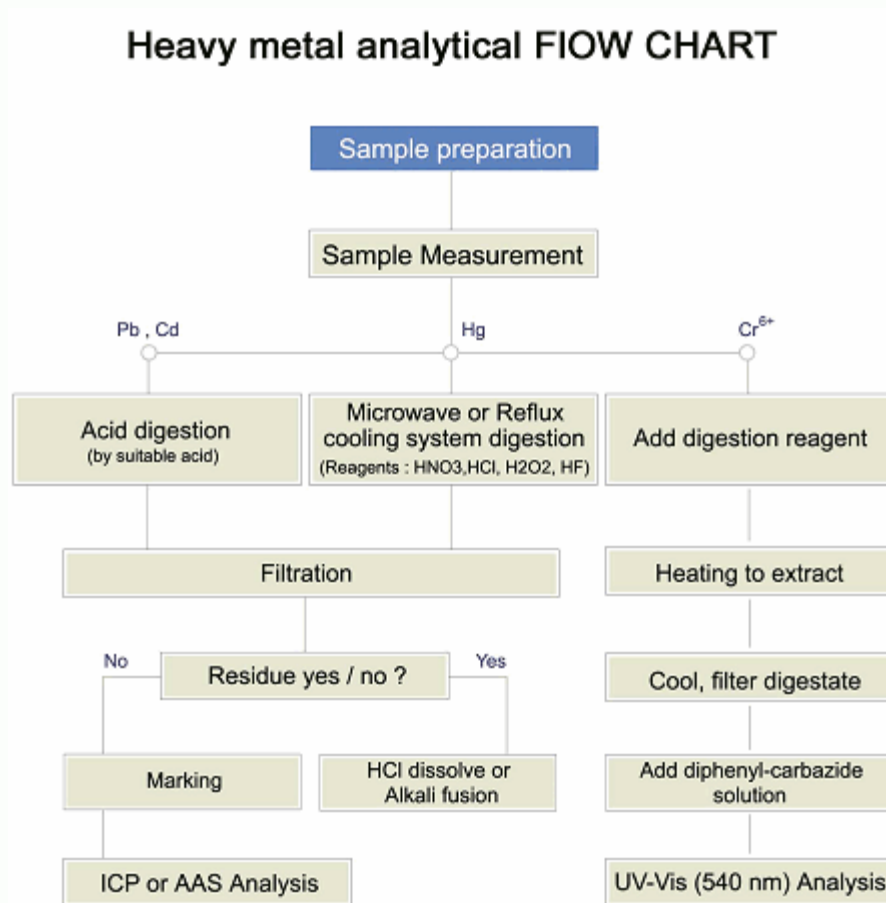 Heavy metal analytical FIOW CHART
Sample preparation
Sample Measurement
Pb , Cd
Hg
Cr6+
Acid digestion
(by suitable acid)
Microwave or Reflux
cooling system digestion
(Reagents : HNO3,HCl, H2O2, HF)
Add digestion reagent
Filtration
Heating to extract
No
Residue yes / no ?
Yes
Cool, filter digestate
Marking
HCl dissolve or
Alkali fusion
Add diphenyl-carbazide
solution
ICP or AAS Analysis
UV-Vis (540 nm) Analysis